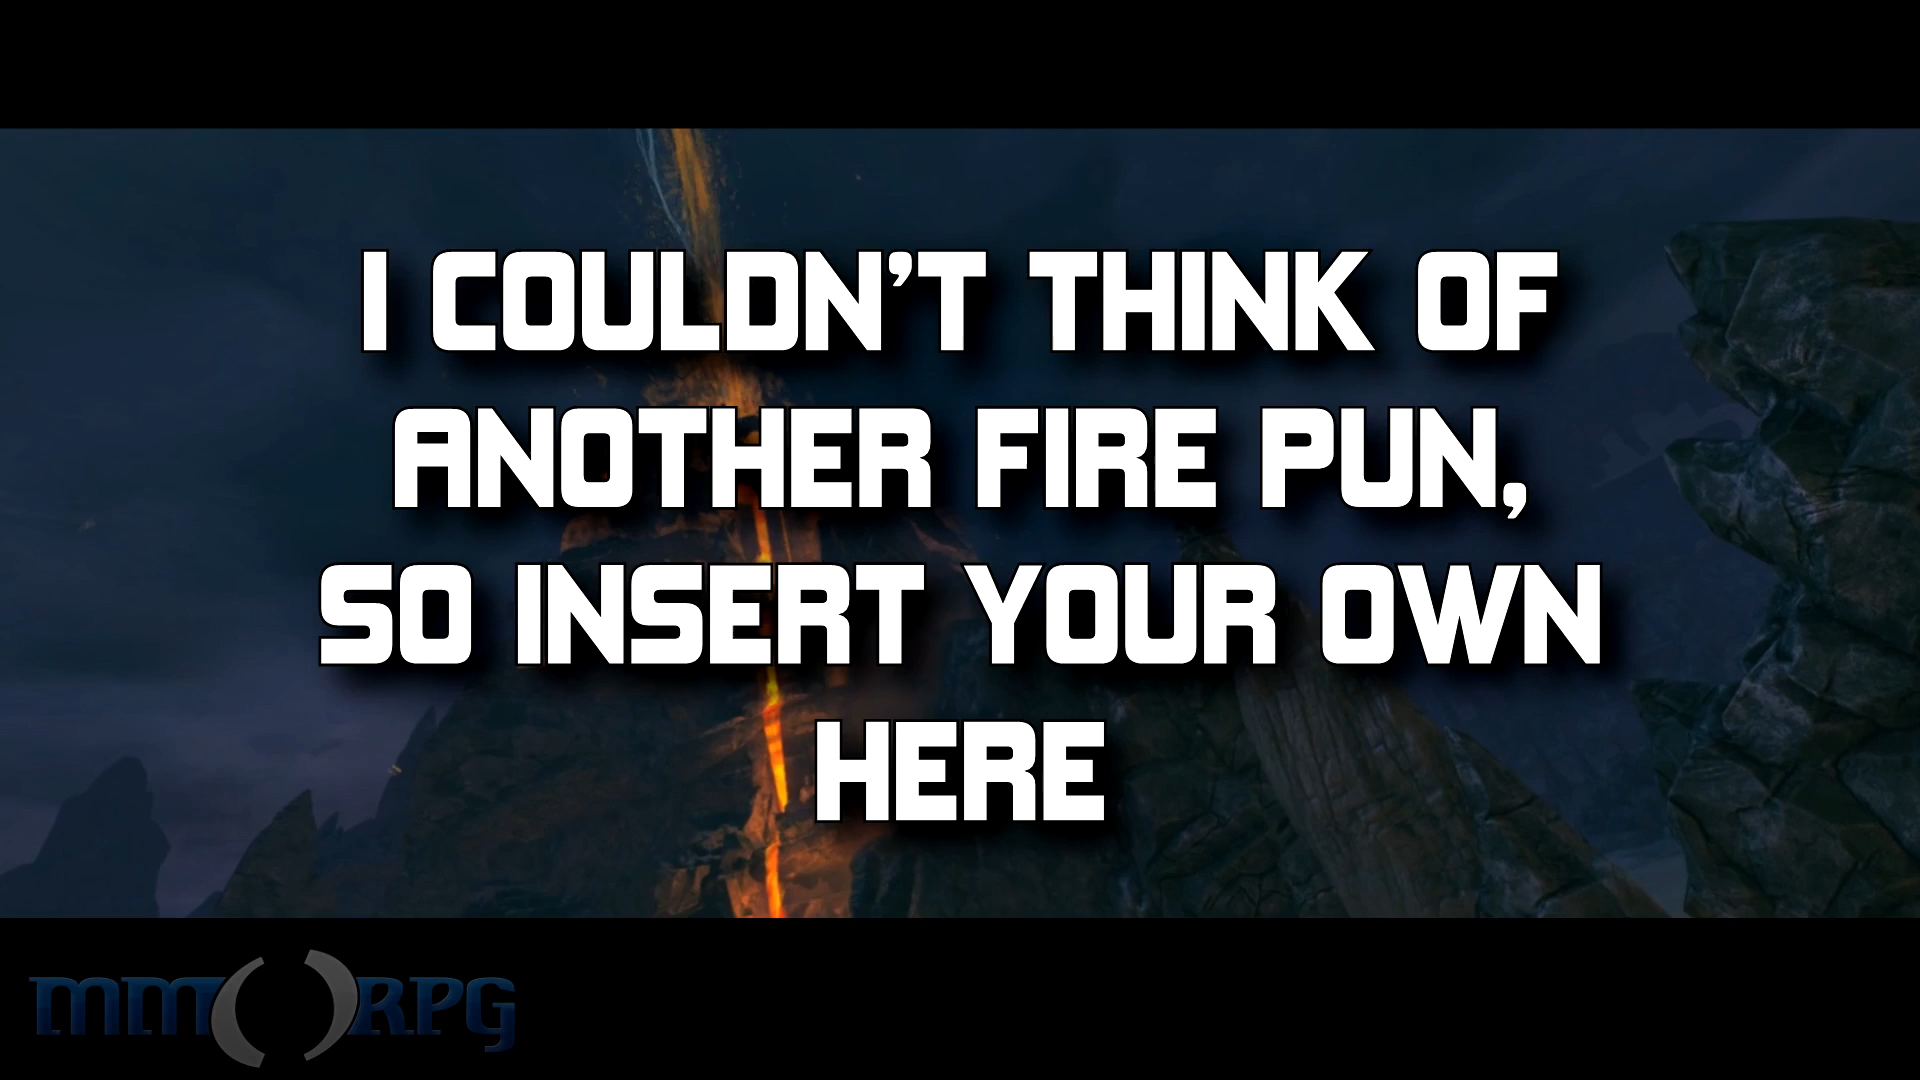 I COULDN'T THINK OF
ANOTHER FIRE PUN,
SO INSERT YOUR OWN
HERE
MMORPG